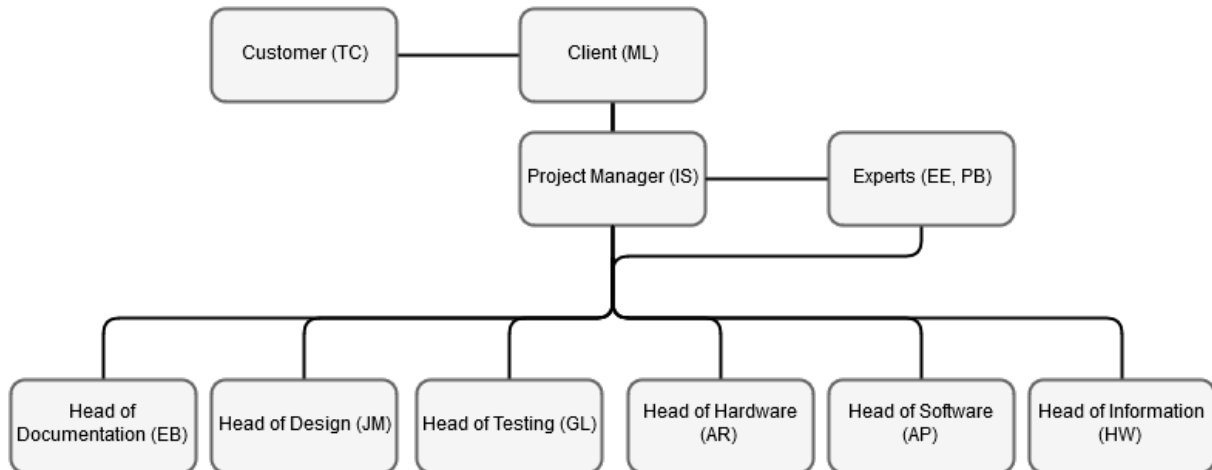 Customer (TC)
Client (ML)
Project Manager (IS)
Experts (EE, PB)
Head of
Documentation (EB)
Head of Design (JM)
Head of Testing (GL)
Head of Hardware
(AR)
Head of Software
(AP)
Head of Information
(HW)